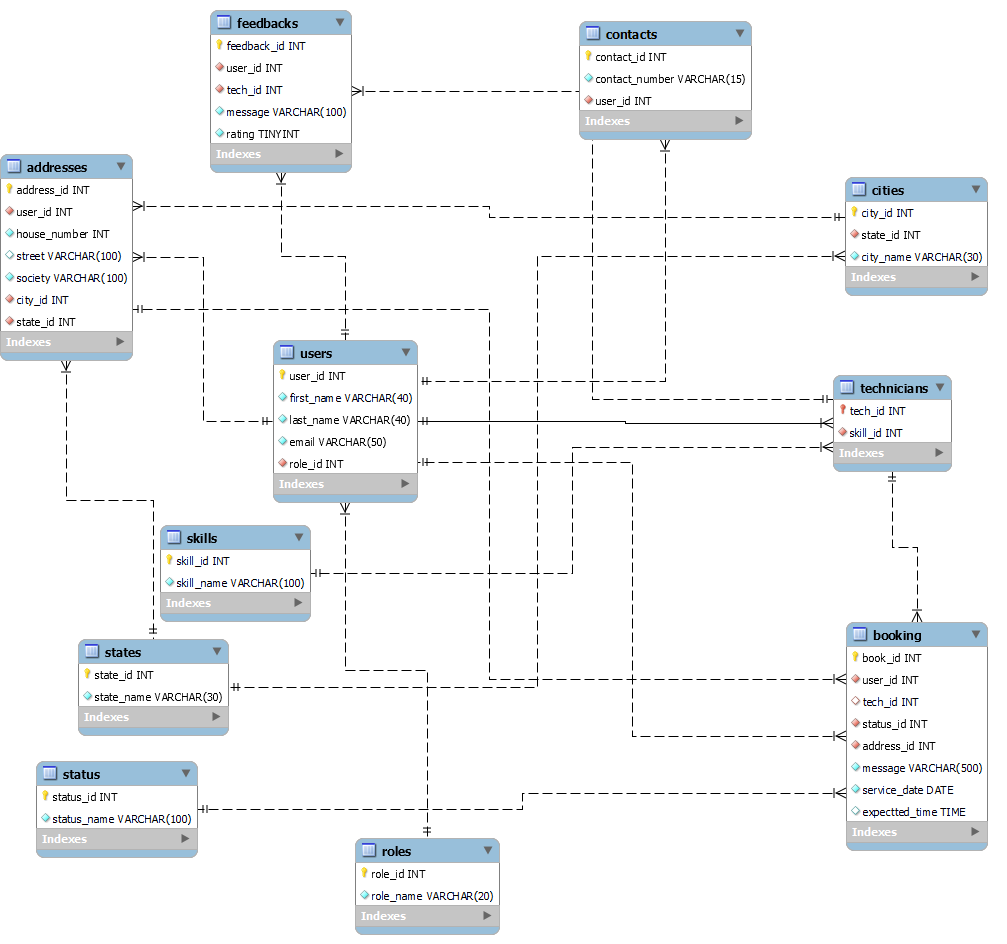 feedbacks
feedback_id INT
user_id INT
tech_id INT
message VARCHAR(100)
rating TINYINT
Indexes
contacts
contact_id INT
contact_number VARCHAR(15)
user_id INT
Indexes
addresses
address_id INT
user_id INT
house_number INT
street VARCHAR(100)
society VARCHAR(100)
city_id INT
state_id INT
Indexes
cities
city_id INT
state_id INT
city_name VARCHAR(30)
Indexes
users
user_id INT
first_name VARCHAR(40)
last_name VARCHAR(40)
email VARCHAR(50)
role_id INT
Indexes
technicians
tech_id INT
skill_id INT
Indexes
skills
skill_id INT
skill_name VARCHAR(100)
Indexes
states
state_id INT
state_name VARCHAR(30)
Indexes
booking
book_id INT
user_id INT
tech_id INT
status_id INT
address_id INT
message VARCHAR(500)
service_date DATE
expectted_time TIME
Indexes
status
status_id INT
status_name VARCHAR(100)
Indexes
roles
role_id INT
role_name VARCHAR(20)
Indexes